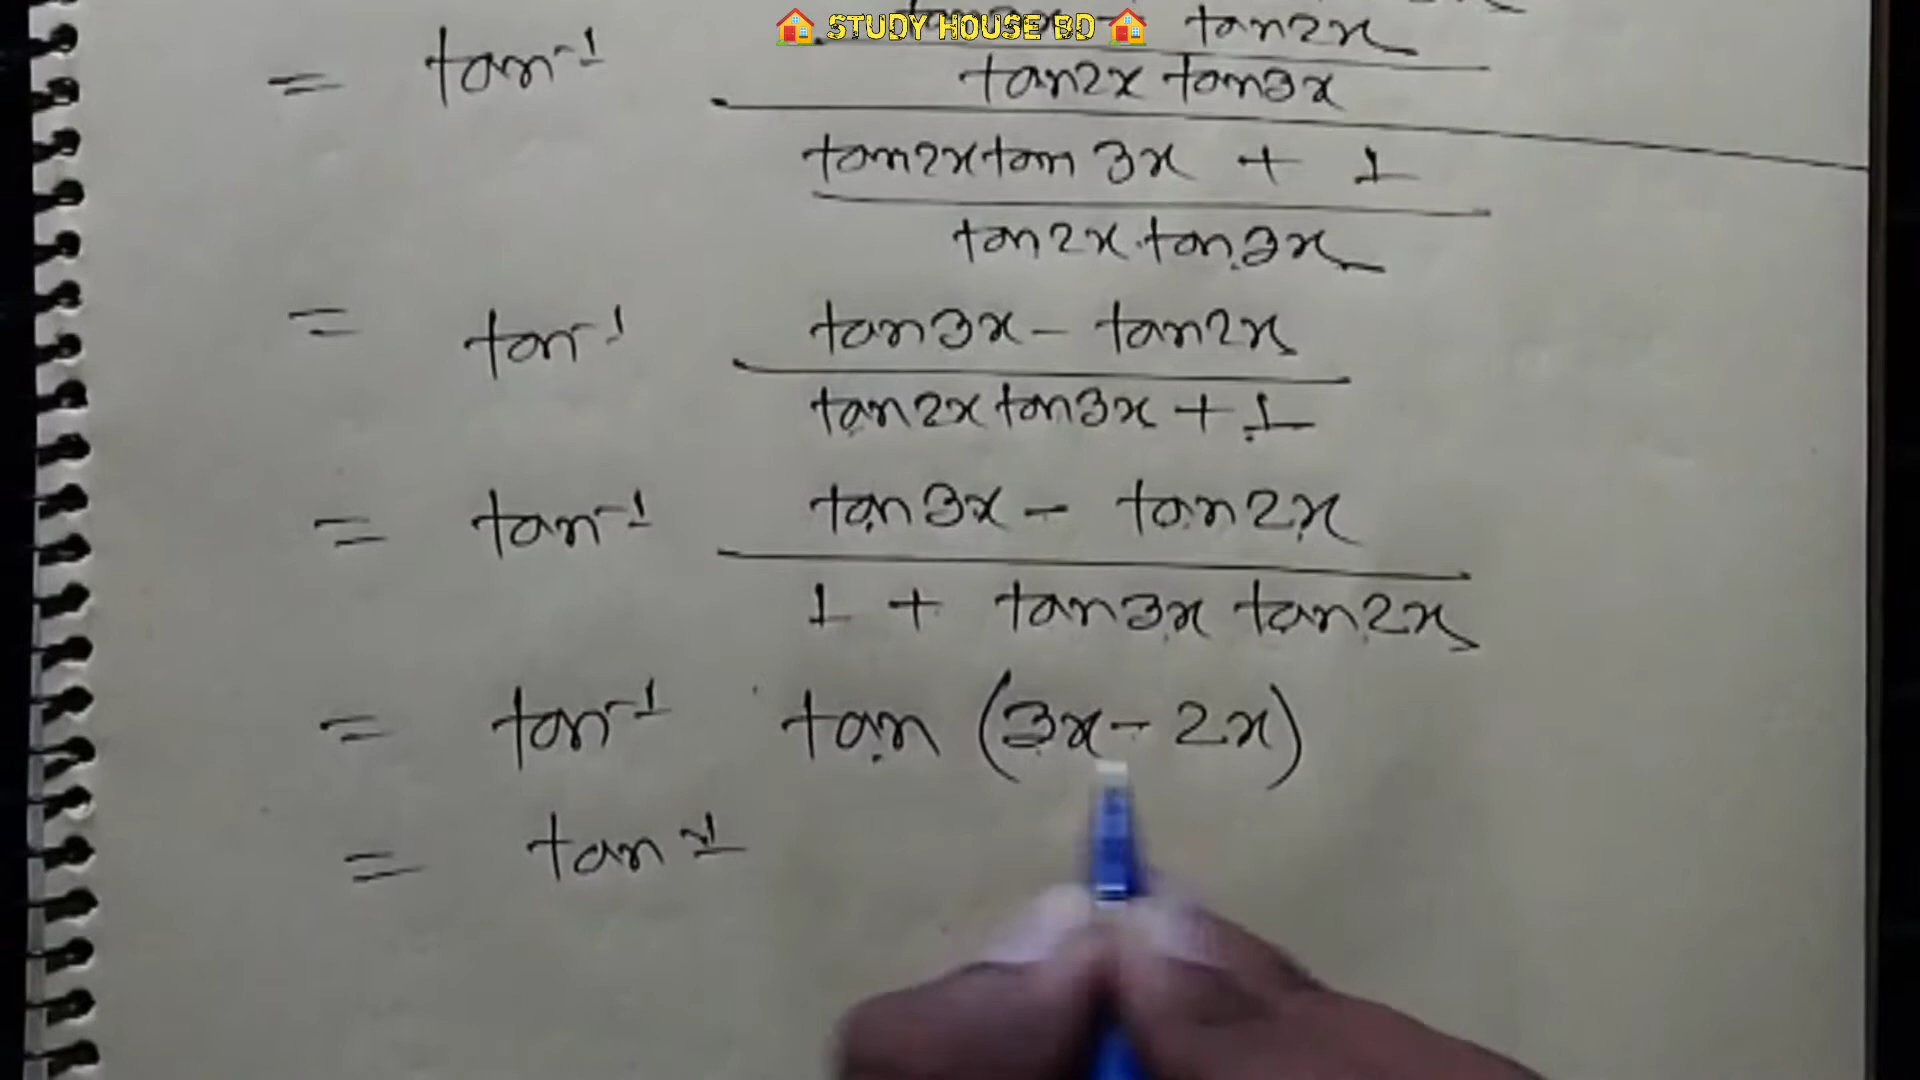 🏠 STUDY HOUSE BD 🏠
tan2x
= tan⁻¹
tan2x tan3x
tan2x tan 3x + 1
tan2x.tan3x
= tan⁻¹ tan3x - tan2x
tan2x tan3x + 1
= tan⁻¹ tan3x - tan2x
1 + tan3x tan2x
= tan⁻¹ tan (3x - 2x)
= tan⁻¹